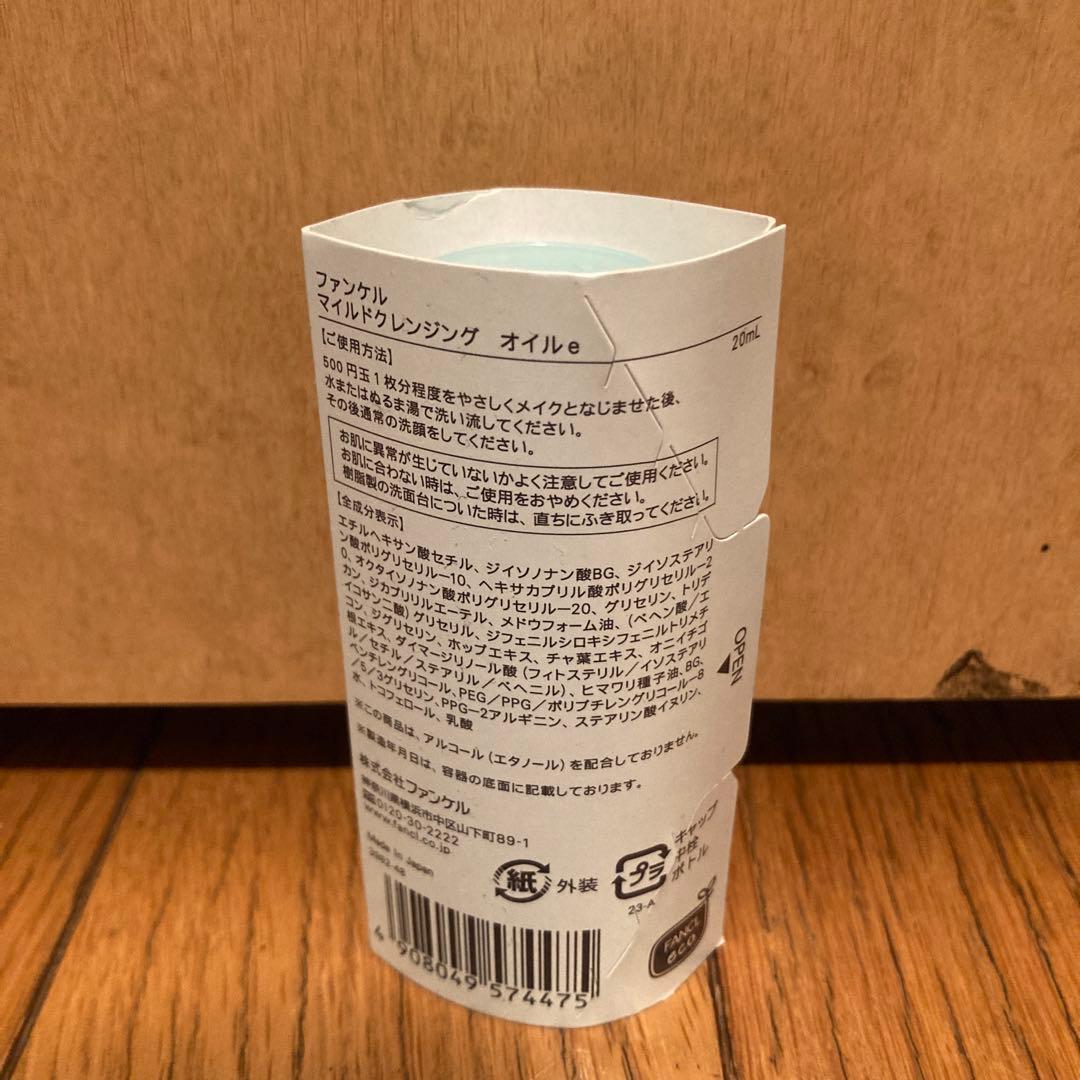 ファンケル
マイルドクレンジング　オイルe
20mL
【ご使用方法】
500円玉1枚分程度をやさしくメイクとなじませた後、
水またはぬるま湯で洗い流してください。
その後通常の洗顔をしてください。
お肌に異常が生じていないかよく注意してご使用ください。
お肌に合わない時は、ご使用をおやめください。
樹脂製の洗面台についた時は、直ちにふき取ってください。
【全成分表示】
エチルヘキサン酸セチル、ジイソノナン酸BG、ジイソステアリ
ン酸ポリグリセリル－10、ヘキサカプリル酸ポリグリセリル－2
0、オクタイソノナン酸ポリグリセリル－20、グリセリン、トリデ
カン、ジカプリリルエーテル、メドウフォーム油、（ベヘン酸／エ
イコサン二酸）グリセリル、ジフェニルシロキシフェニルトリメチ
コン、ジグリセリン、ホップエキス、チャ葉エキス、オニイチゴ
根エキス、ダイマージリノール酸（フィトステリル／イソステアリ
ル／セチル／ステアリル／ベヘニル）、ヒマワリ種子油、BG、
ペンチレングリコール、PEG／PPG／ポリブチレングリコール－8
／5／3グリセリン、PPG－2アルギニン、ステアリン酸イヌリン、
水、トコフェロール、乳酸
※この商品は、アルコール（エタノール）を配合しておりません。
※製造年月日は、容器の底面に記載しております。
株式会社ファンケル
神奈川県横浜市中区山下町89-1
0120-30-2222
www.fancl.co.jp
Made in Japan
3982-48
OPEN
紙
外装
プラ
キャップ
中栓
ボトル
23-A
FANCL
eco
4 908049 574475